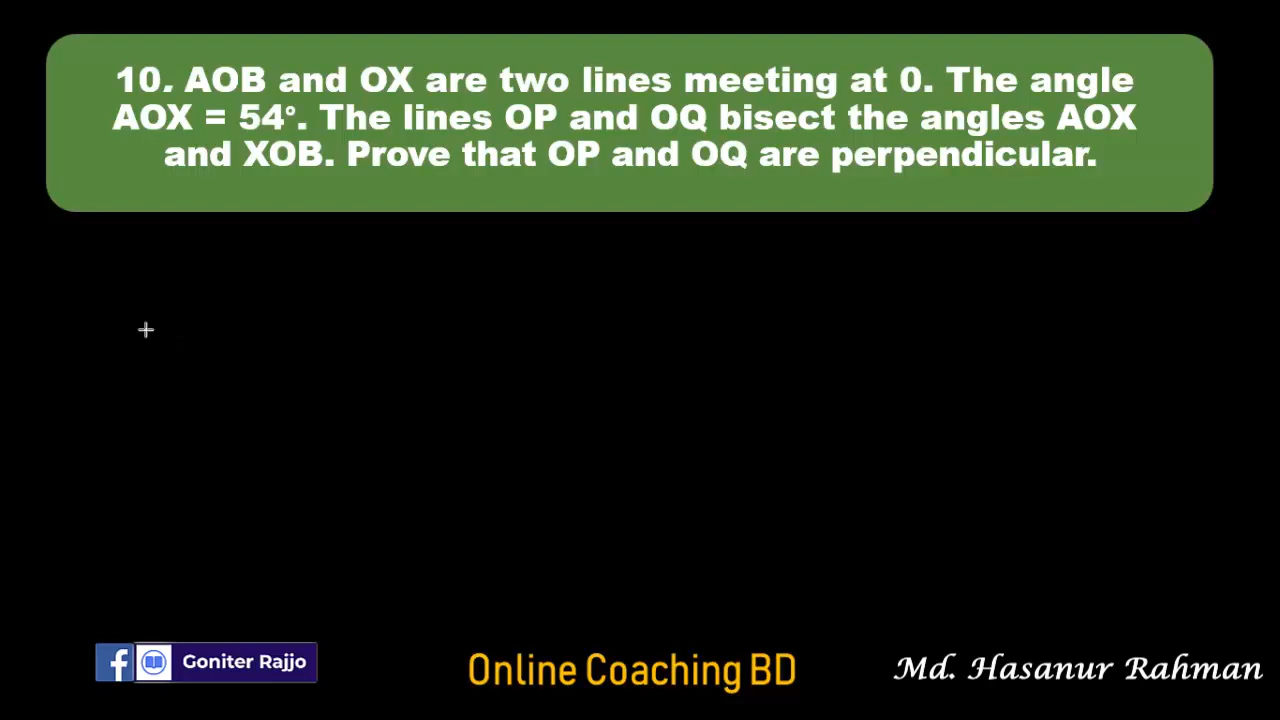 10. AOB and OX are two lines meeting at 0. The angle
AOX = 54°. The lines OP and OQ bisect the angles AOX
and XOB. Prove that OP and OQ are perpendicular.
f Goniter Rajjo
Online Coaching BD
Md. Hasanur Rahman